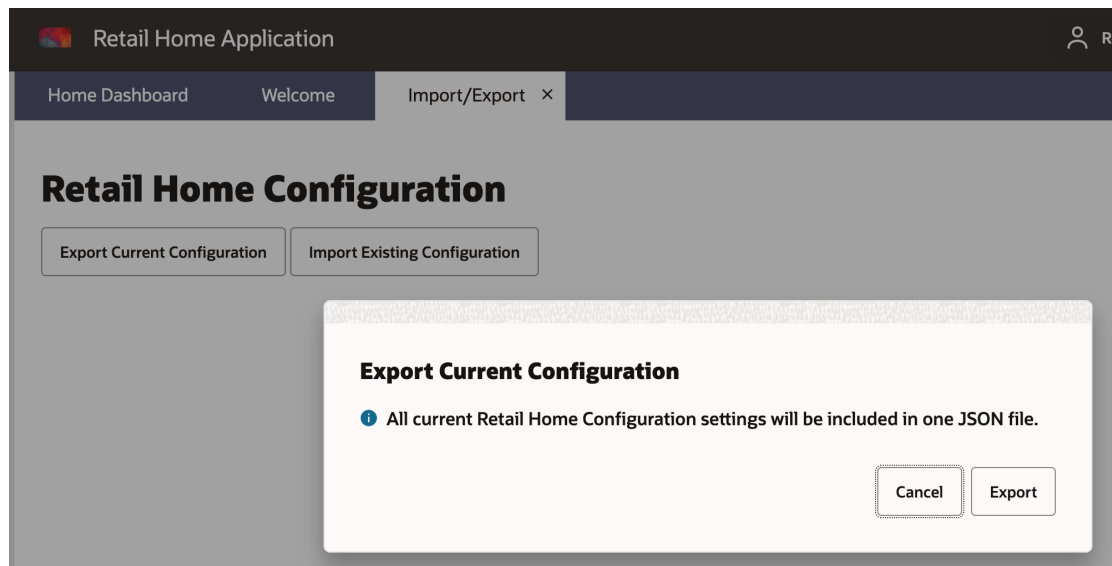 Retail Home Application
R
Home Dashboard Welcome Import/Export ×
Retail Home Configuration
Export Current Configuration Import Existing Configuration
Export Current Configuration
All current Retail Home Configuration settings will be included in one JSON file.
Cancel Export